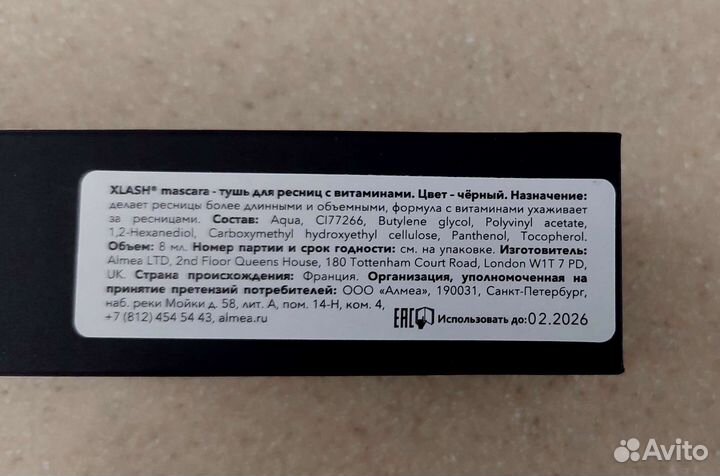 XLASH® mascara - тушь для ресниц с витаминами. Цвет - чёрный. Назначение:
делает ресницы более длинными и объемными, формула с витаминами ухаживает
за ресницами. Состав: Aqua, CI77266, Butylene glycol, Polyvinyl acetate,
1,2-Hexanediol, Carboxymethyl hydroxyethyl cellulose, Panthenol, Tocopherol.
Объем: 8 мл. Номер партии и срок годности: см. на упаковке. Изготовитель:
Almea LTD, 2nd Floor Queens House, 180 Tottenham Court Road, London W1T 7 PD,
UK. Страна происхождения: Франция. Организация, уполномоченная на
принятие претензий потребителей: ООО «Алмеа», 190031, Санкт-Петербург,
наб. реки Мойки д. 58, лит. А, пом. 14-Н, ком. 4,
+7 (812) 454 54 43, almea.ru
EAC Использовать до: 02.2026
Avito